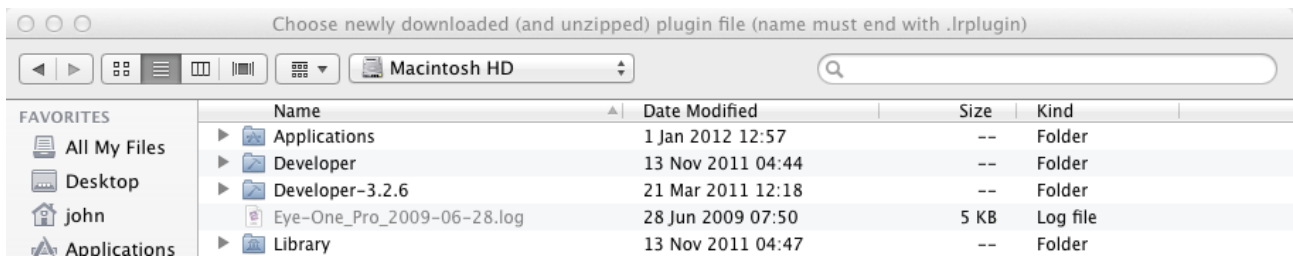 Choose newly downloaded (and unzipped) plugin file (name must end with .lrplugin)
Macintosh HD
FAVORITES
All My Files
Desktop
john
Applications
Name Date Modified Size Kind
Applications 1 Jan 2012 12:57 -- Folder
Developer 13 Nov 2011 04:44 -- Folder
Developer-3.2.6 21 Mar 2011 12:18 -- Folder
Eye-One_Pro_2009-06-28.log 28 Jun 2009 07:50 5 KB Log file
Library 13 Nov 2011 04:47 -- Folder